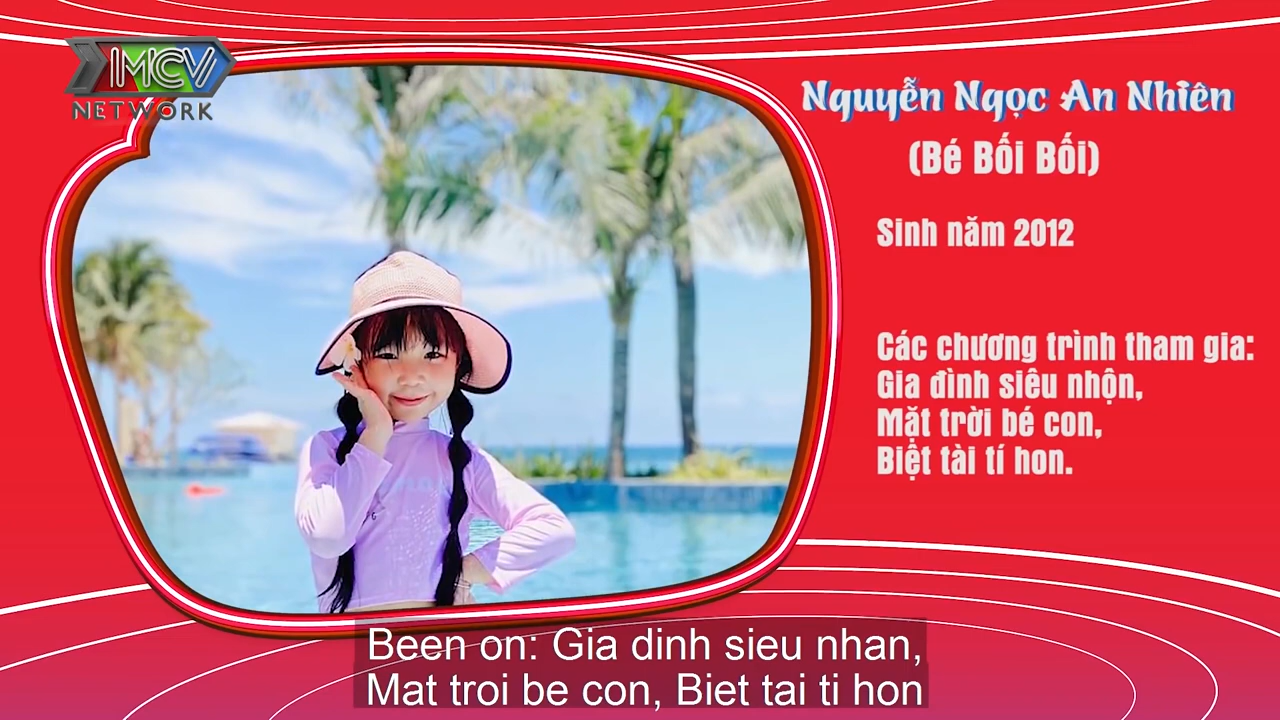 MCV
NETWORK
Nguyễn Ngọc An Nhiên
(Bé Bối Bối)
Sinh năm 2012
Các chương trình tham gia:
Gia đình siêu nhộn,
Mặt trời bé con,
Biệt tài tí hon.
Been on: Gia dinh sieu nhan,
Mat troi be con, Biet tai ti hon